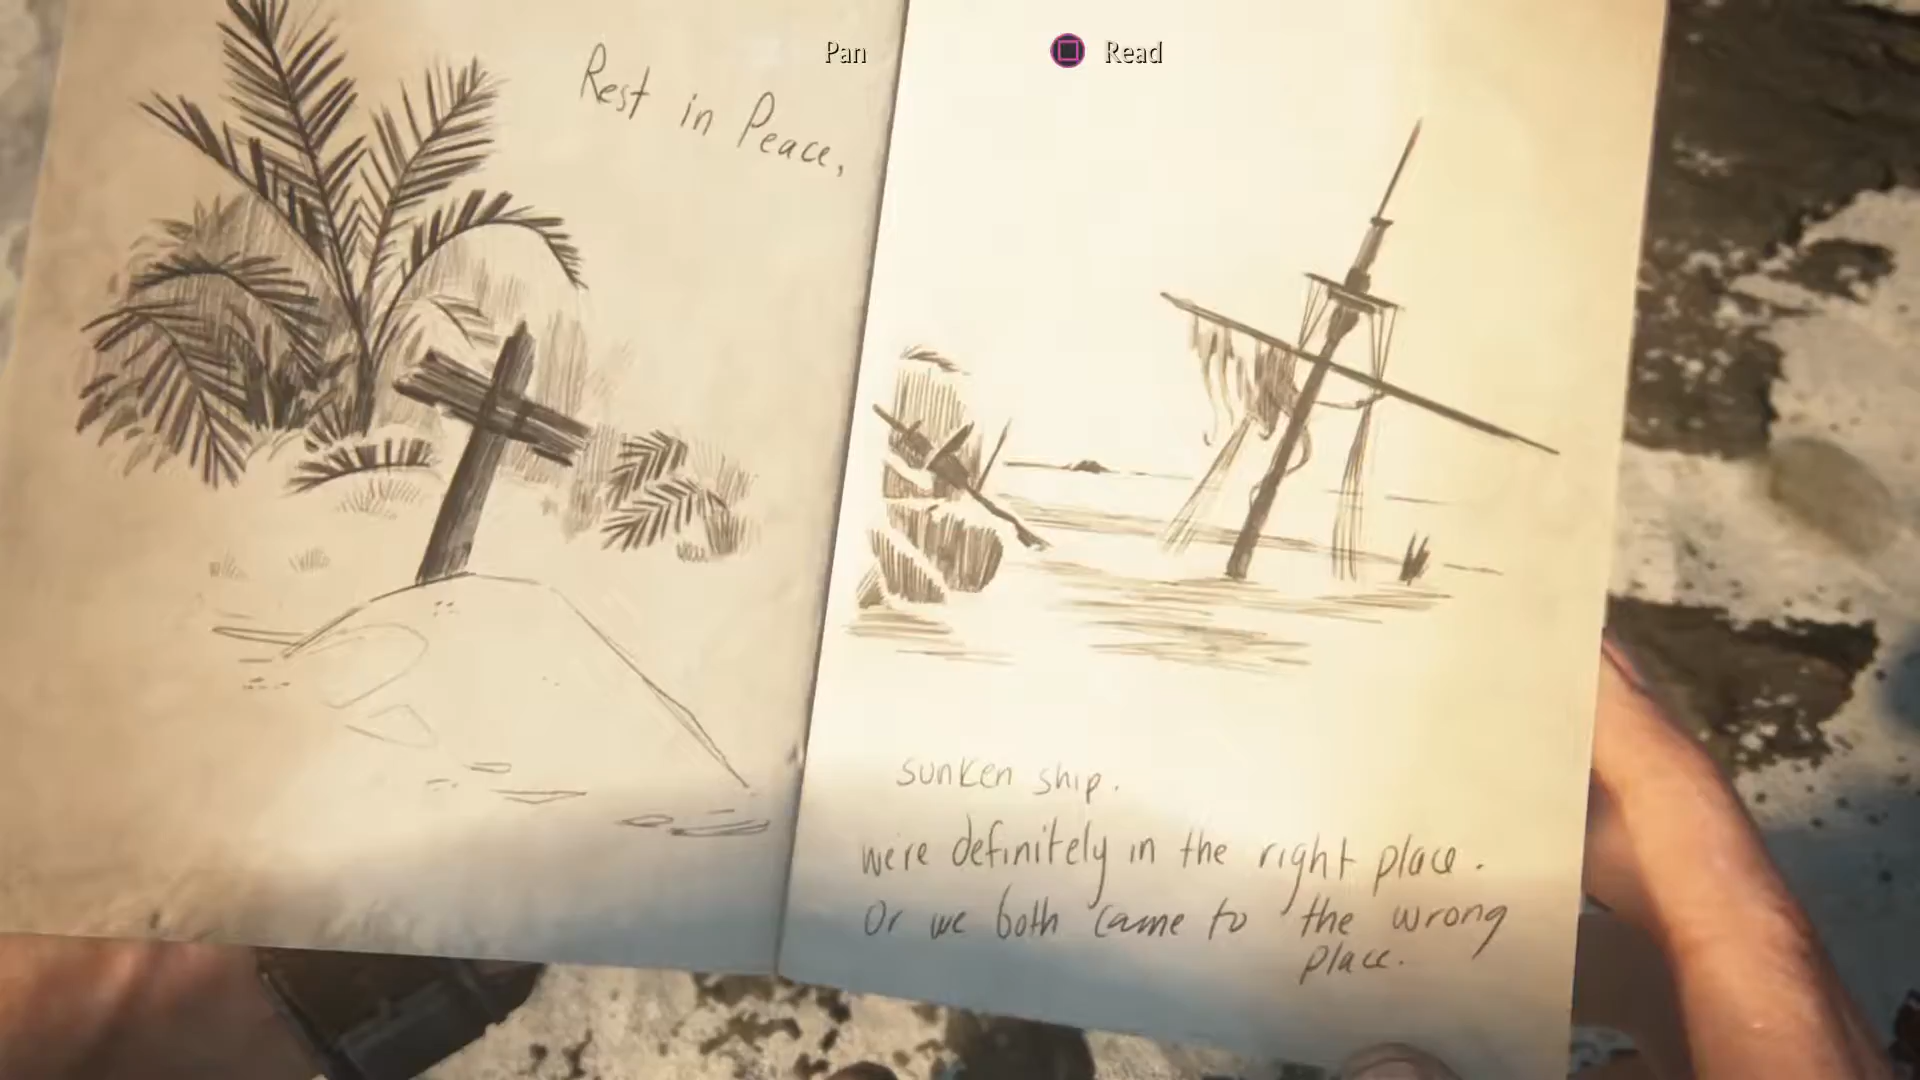 Pan
Read
Rest in Peace,
sunken ship.
we're definitely in the right place.
Or we both came to the wrong
place.